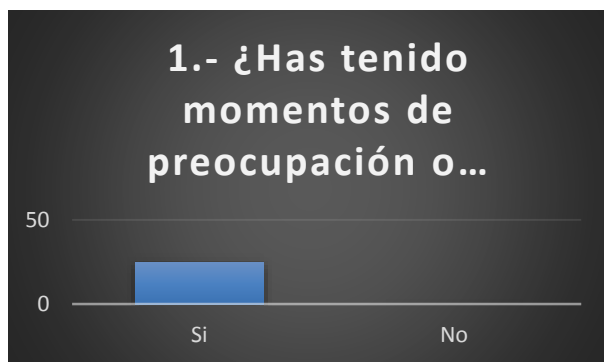 1.- ¿Has tenido
momentos de
preocupación o...
50
0
Si
No